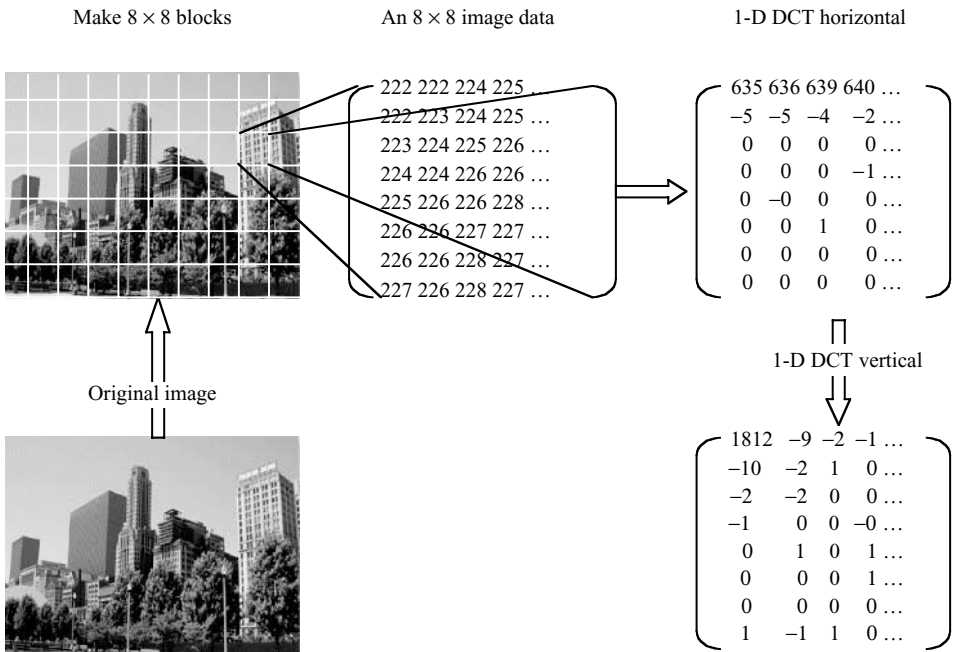 Make 8 × 8 blocks
An 8 × 8 image data
222 222 224 225 …
222 223 224 225 …
223 224 225 226 …
224 224 226 226 …
225 226 226 228 …
226 226 227 227 …
226 226 228 227 …
227 226 228 227 …
1-D DCT horizontal
635 636 639 640 …
−5 −5 −4 −2 …
0 0 0 0 …
0 0 0 −1 …
0 −0 0 0 …
0 0 1 0 …
0 0 0 0 …
0 0 0 0 …
Original image
1-D DCT vertical
1812 −9 −2 −1 …
−10 −2 1 0 …
−2 −2 0 0 …
−1 0 0 −0 …
0 1 0 1 …
0 0 0 1 …
0 0 0 0 …
1 −1 1 0 …